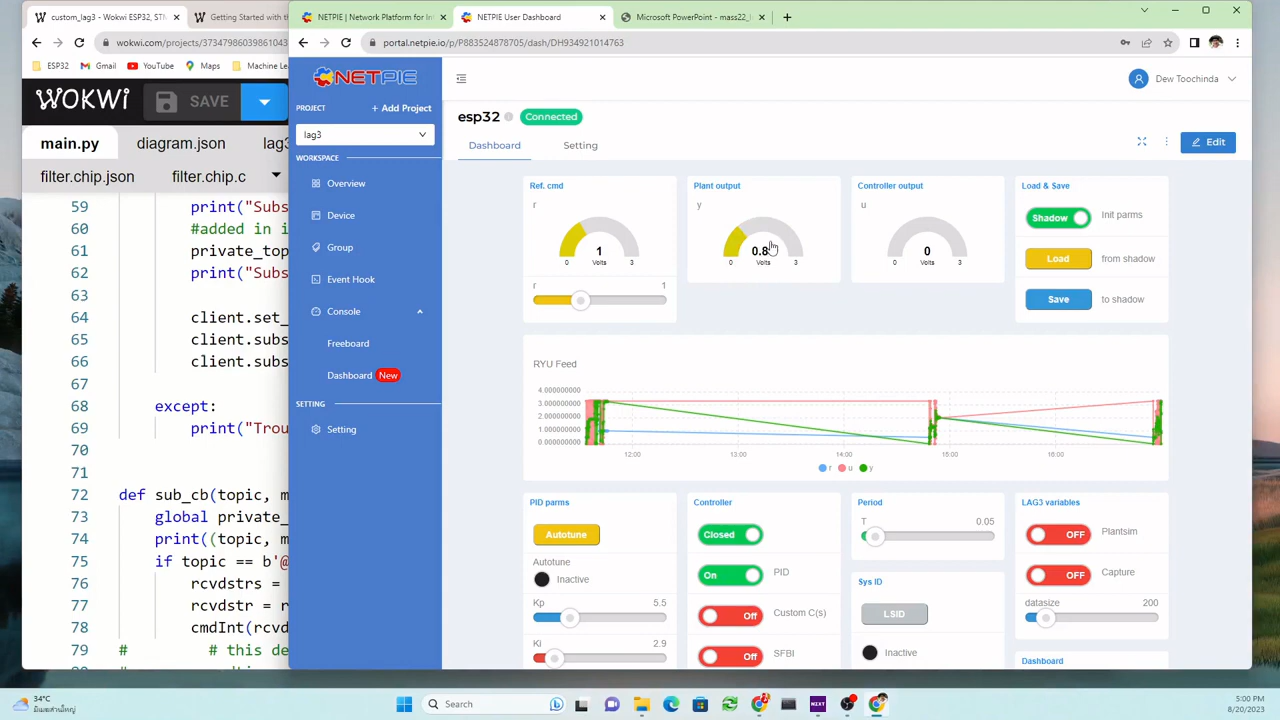 custom_lag3 - Wokwi ESP32, STM
Getting Started with the
NETPIE | Network Platform for In
NETPIE User Dashboard
Microsoft PowerPoint - mass22_l
wokwi.com/projects/3734798603986104
portal.netpie.io/p/P883524878705/dash/DH934921014763
ESP32
Gmail
YouTube
Maps
Machine Le
WOKWI
SAVE
main.py
diagram.json
lag3
filter.chip.json
filter.chip.c
59 print("Subs
60 #added in i
61 private_top
62 print("Subs
63
64 client.set_
65 client.subs
66 client.subs
67
68 except:
69 print("Trou
70
71
72 def sub_cb(topic, m
73 global private_
74 print((topic, m
75 if topic == b'@
76 rcvdstrs =
77 rcvdstr = r
78 cmdInt(rcvd
79 # # this de
NETPIE
PROJECT
+ Add Project
lag3
WORKSPACE
Overview
Device
Group
Event Hook
Console
Freeboard
Dashboard New
SETTING
Setting
Dew Toochinda
esp32
Connected
Dashboard
Setting
Edit
Ref. cmd
r
1
0 Volts 3
r 1
Plant output
y
0.8
0 Volts 3
Controller output
u
0
0 Volts 3
Load & Save
Shadow Init parms
Load from shadow
Save to shadow
RYU Feed
4.000000000
3.000000000
2.000000000
1.000000000
0.000000000
12:00 13:00 14:00 15:00 16:00
r u y
PID parms
Autotune
Autotune
Inactive
Kp 5.5
Ki 2.9
Controller
Closed
On PID
Off Custom C(s)
Off SFBI
Period
T 0.05
Sys ID
LSID
Inactive
LAG3 variables
OFF Plantsim
OFF Capture
datasize 200
Dashboard
34°C
Search
5:00 PM
8/20/2023